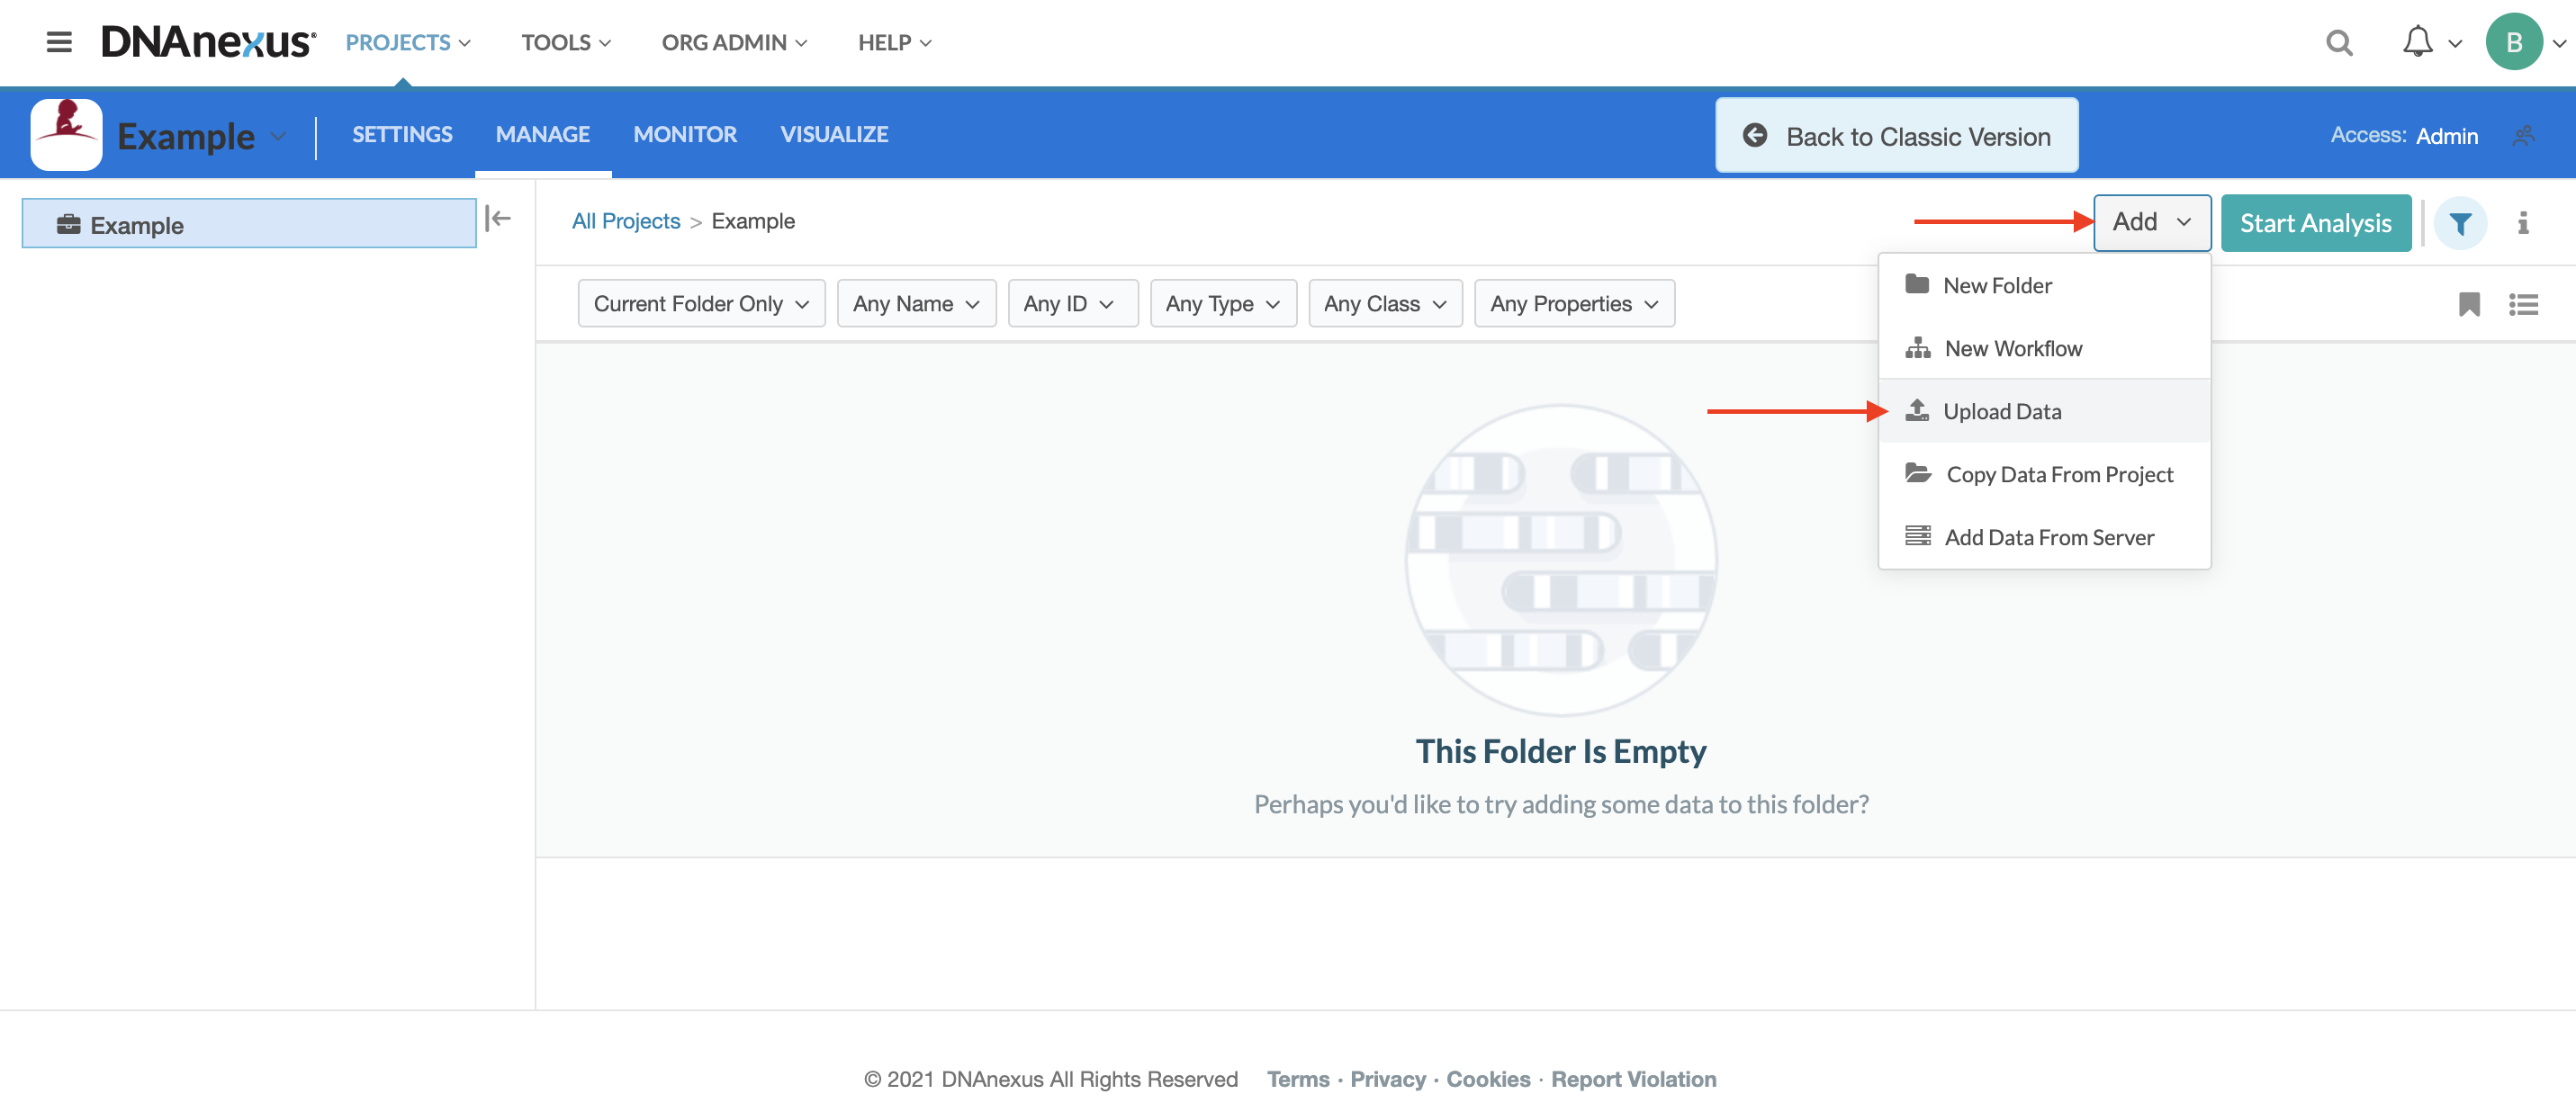 DNAnexus® PROJECTS TOOLS ORG ADMIN HELP B
Example SETTINGS MANAGE MONITOR VISUALIZE Back to Classic Version Access: Admin
Example
All Projects > Example Add Start Analysis
Current Folder Only Any Name Any ID Any Type Any Class Any Properties
New Folder
New Workflow
Upload Data
Copy Data From Project
Add Data From Server
This Folder Is Empty
Perhaps you'd like to try adding some data to this folder?
© 2021 DNAnexus All Rights Reserved Terms · Privacy · Cookies · Report Violation